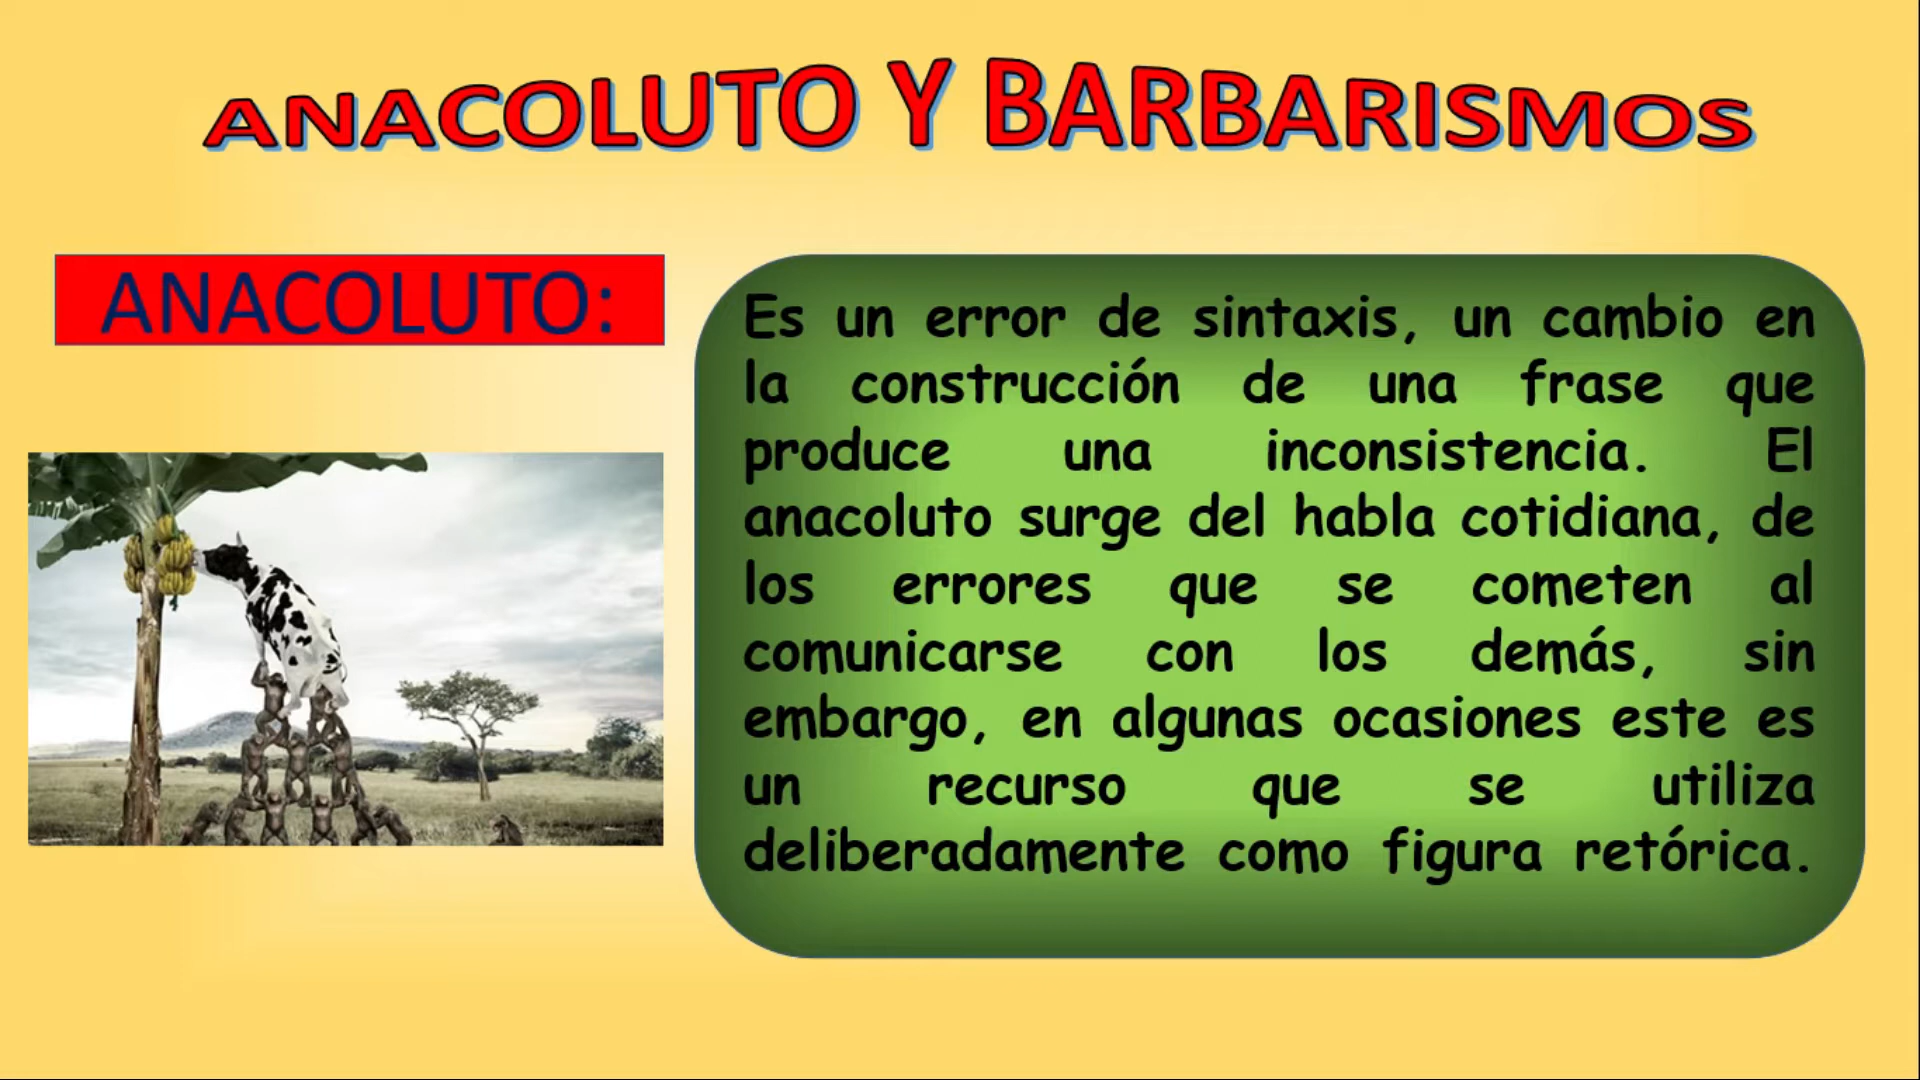 ANACOLUTO Y BARBARISMOS
ANACOLUTO:
Es un error de sintaxis, un cambio en
la construcción de una frase que
produce una inconsistencia. El
anacoluto surge del habla cotidiana, de
los errores que se cometen al
comunicarse con los demás, sin
embargo, en algunas ocasiones este es
un recurso que se utiliza
deliberadamente como figura retórica.